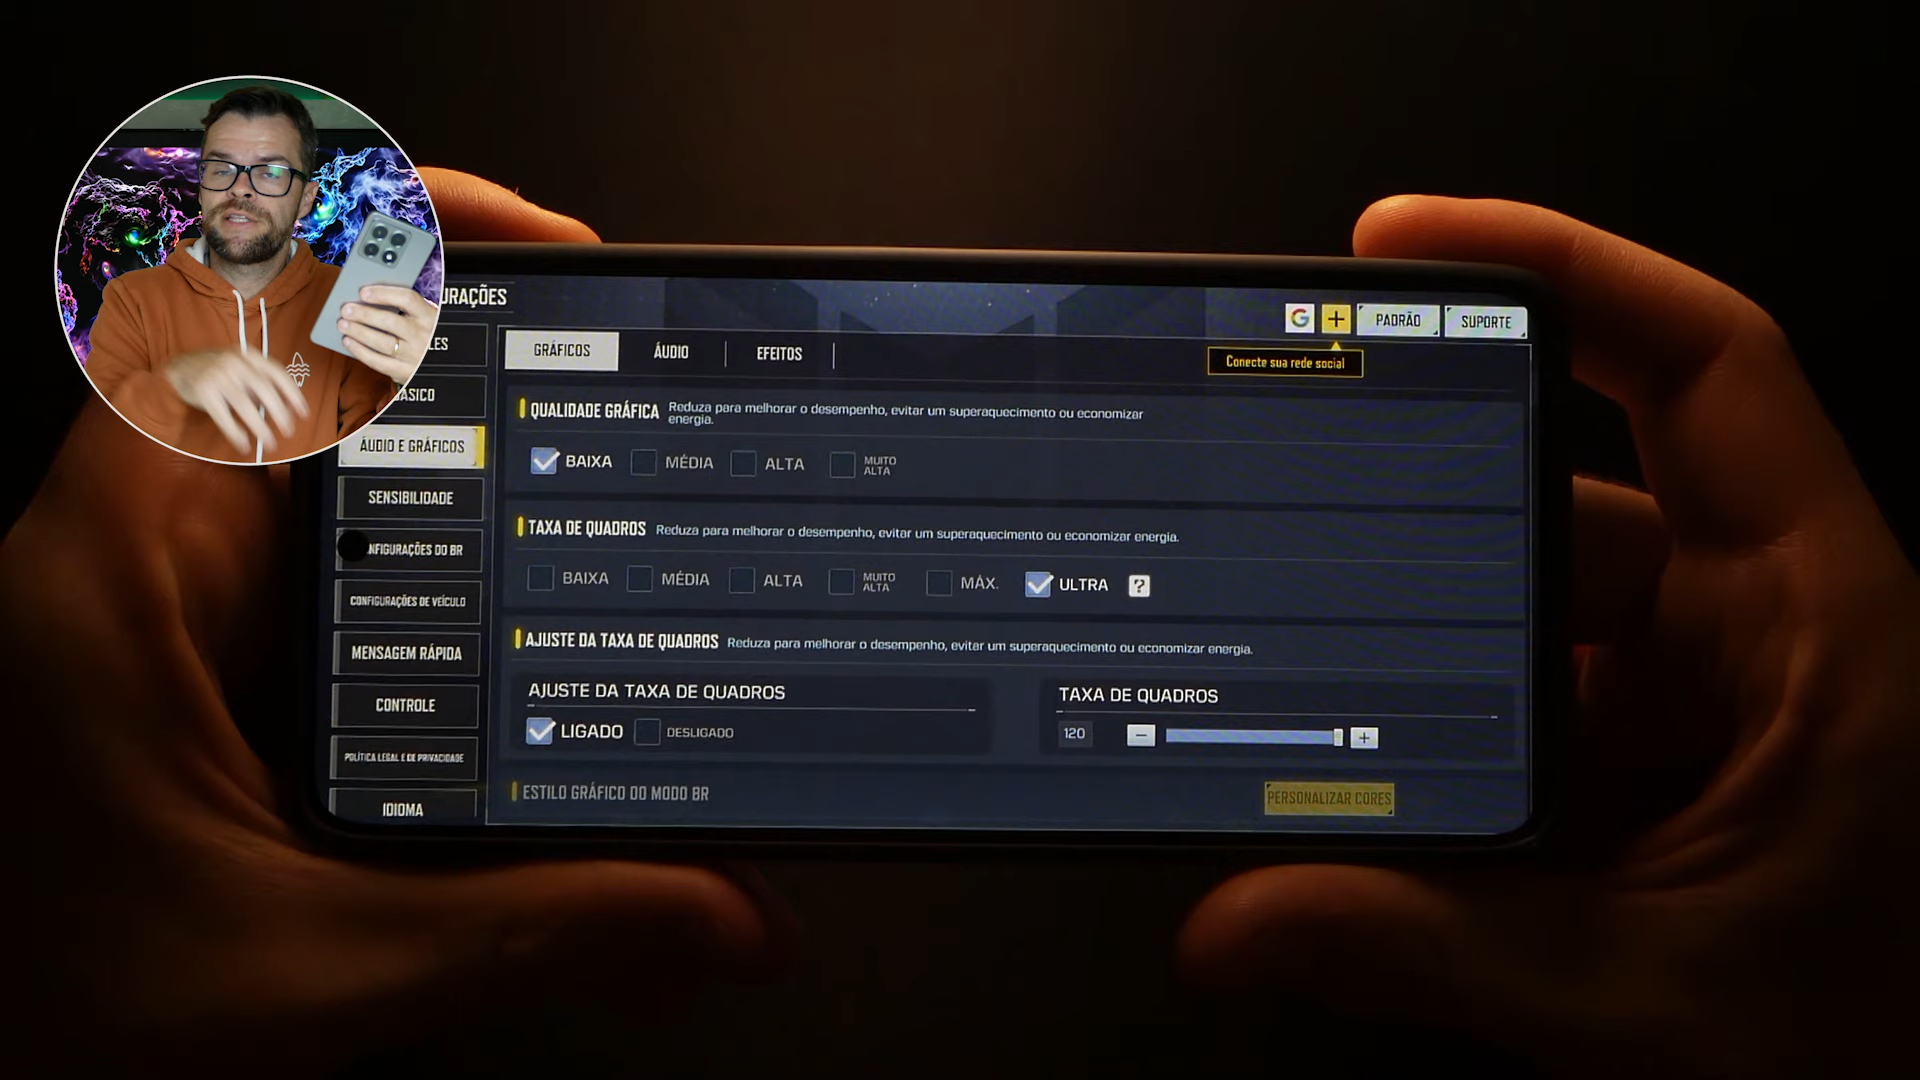 URAÇÕES
G
+
PADRÃO
SUPORTE
Conecte sua rede social
LES
BÁSICO
ÁUDIO E GRÁFICOS
SENSIBILIDADE
NFIGURAÇÕES DO BR
CONFIGURAÇÕES DE VEÍCULO
MENSAGEM RÁPIDA
CONTROLE
POLÍTICA LEGAL E DE PRIVACIDADE
IDIOMA
GRÁFICOS
ÁUDIO
EFEITOS
QUALIDADE GRÁFICA Reduza para melhorar o desempenho, evitar um superaquecimento ou economizar
energia.
BAIXA
MÉDIA
ALTA
MUITO
ALTA
TAXA DE QUADROS Reduza para melhorar o desempenho, evitar um superaquecimento ou economizar energia.
BAIXA
MÉDIA
ALTA
MUITO
ALTA
MÁX.
ULTRA
?
AJUSTE DA TAXA DE QUADROS Reduza para melhorar o desempenho, evitar um superaquecimento ou economizar energia.
AJUSTE DA TAXA DE QUADROS
LIGADO
DESLIGADO
TAXA DE QUADROS
120
−
+
ESTILO GRÁFICO DO MODO BR
PERSONALIZAR CORES